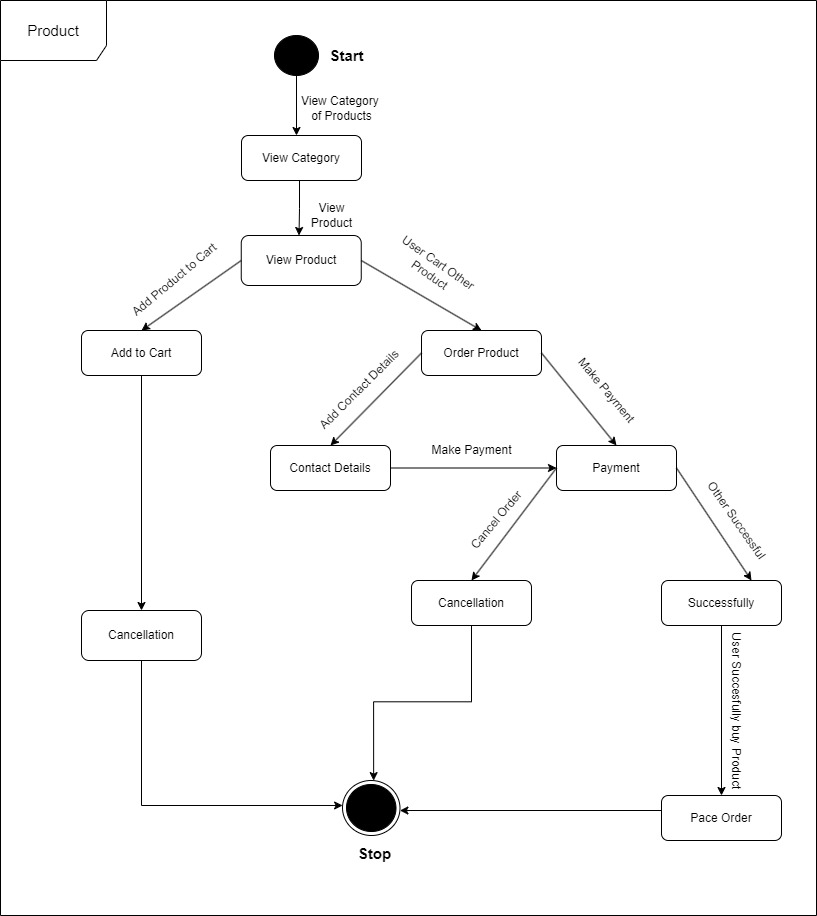 Product
Start
View Category
of Products
View Category
View
Product
View Product
Add Product to Cart
User Cart Other
Product
Add to Cart
Order Product
Add Contact Details
Make Payment
Contact Details
Make Payment
Payment
Cancel Order
Other Successful
Cancellation
Successfully
Cancellation
User Succesfully buy Product
Pace Order
Stop